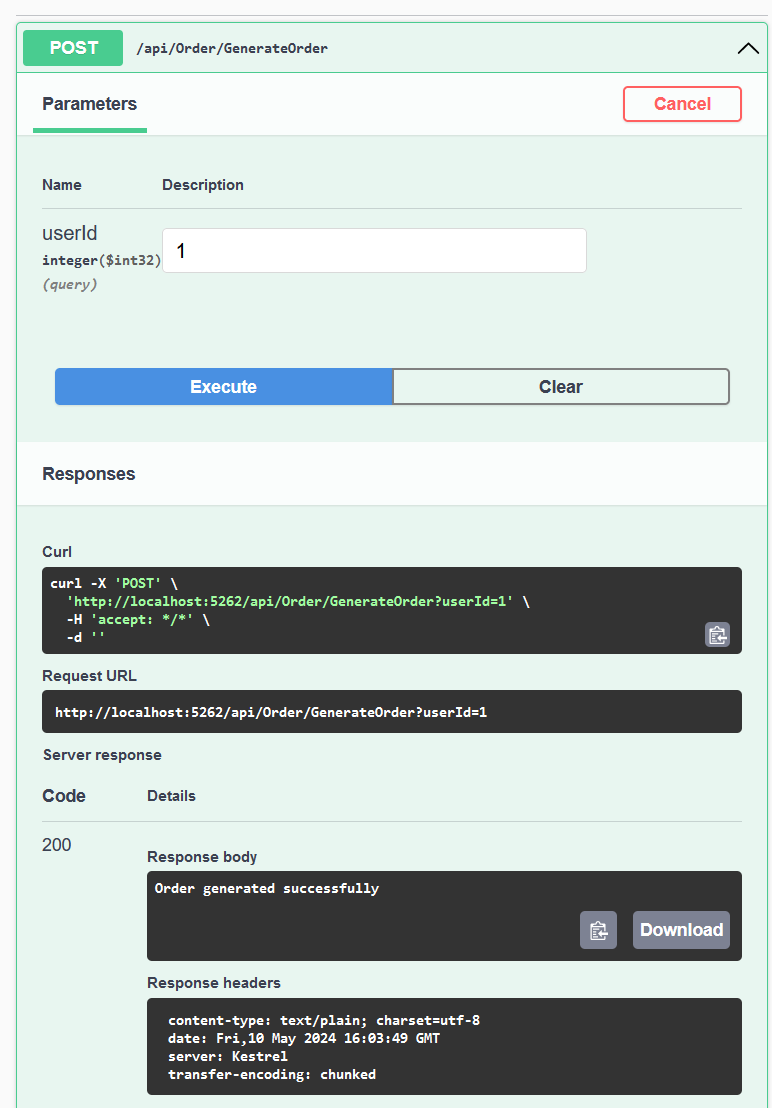 POST /api/Order/GenerateOrder
Parameters
Cancel
Name Description
userId
integer($int32)
(query)
1
Execute
Clear
Responses
Curl
curl -X 'POST' \
'http://localhost:5262/api/Order/GenerateOrder?userId=1' \
-H 'accept: */*' \
-d ''
Request URL
http://localhost:5262/api/Order/GenerateOrder?userId=1
Server response
Code Details
200
Response body
Order generated successfully
Download
Response headers
content-type: text/plain; charset=utf-8
date: Fri,10 May 2024 16:03:49 GMT
server: Kestrel
transfer-encoding: chunked